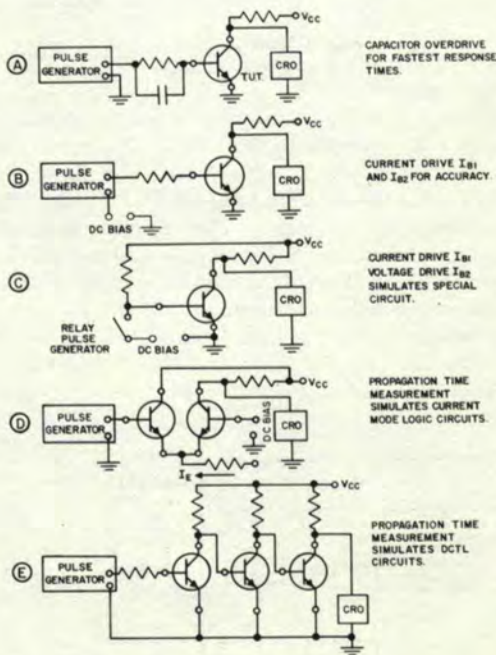 A
PULSE
GENERATOR
VCC
T.U.T.
CRO
CAPACITOR OVERDRIVE
FOR FASTEST RESPONSE
TIMES.
B
PULSE
GENERATOR
DC BIAS
VCC
CRO
CURRENT DRIVE IB1
AND IB2 FOR ACCURACY.
C
RELAY
PULSE
GENERATOR
DC BIAS
VCC
CRO
CURRENT DRIVE IB1
VOLTAGE DRIVE IB2
SIMULATES SPECIAL
CIRCUIT.
D
PULSE
GENERATOR
IE
DC BIAS
VCC
CRO
PROPAGATION TIME
MEASUREMENT
SIMULATES CURRENT
MODE LOGIC CIRCUITS.
E
PULSE
GENERATOR
VCC
CRO
PROPAGATION TIME
MEASUREMENT
SIMULATES DCTL
CIRCUITS.